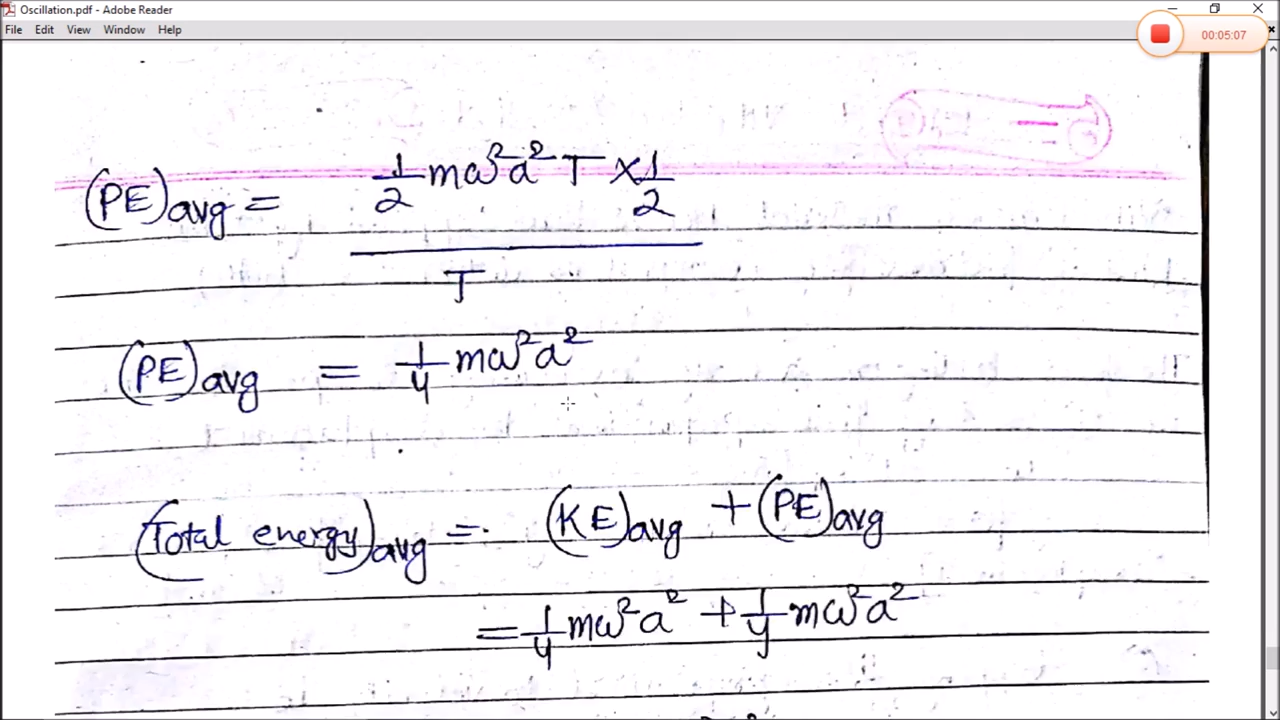 Oscillation.pdf - Adobe Reader
File Edit View Window Help
00:05:07
(PE)avg = 1/2 mω²a² T × 1/2
T
(PE)avg = 1/4 mω²a²
(Total energy)avg = (KE)avg + (PE)avg
= 1/4 mω²a² + 1/4 mω²a²